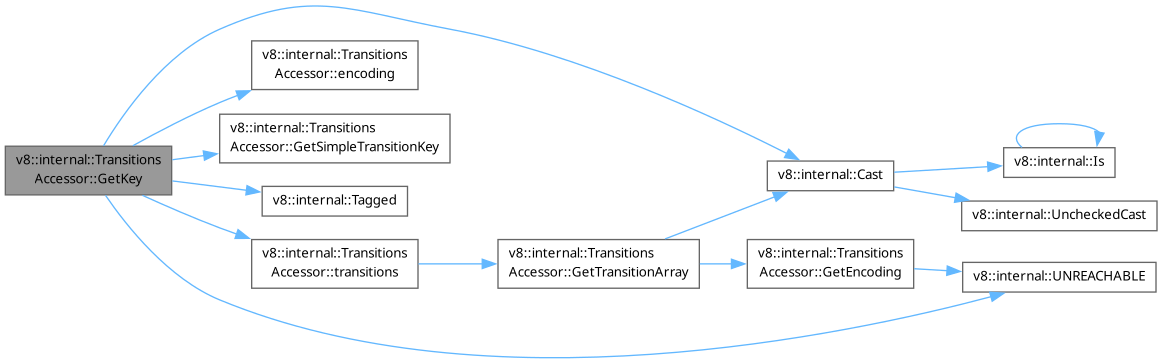 v8::internal::Transitions
Accessor::GetKey
v8::internal::Transitions
Accessor::encoding
v8::internal::Transitions
Accessor::GetSimpleTransitionKey
v8::internal::Tagged
v8::internal::Transitions
Accessor::transitions
v8::internal::Transitions
Accessor::GetTransitionArray
v8::internal::Cast
v8::internal::Transitions
Accessor::GetEncoding
v8::internal::Is
v8::internal::UncheckedCast
v8::internal::UNREACHABLE